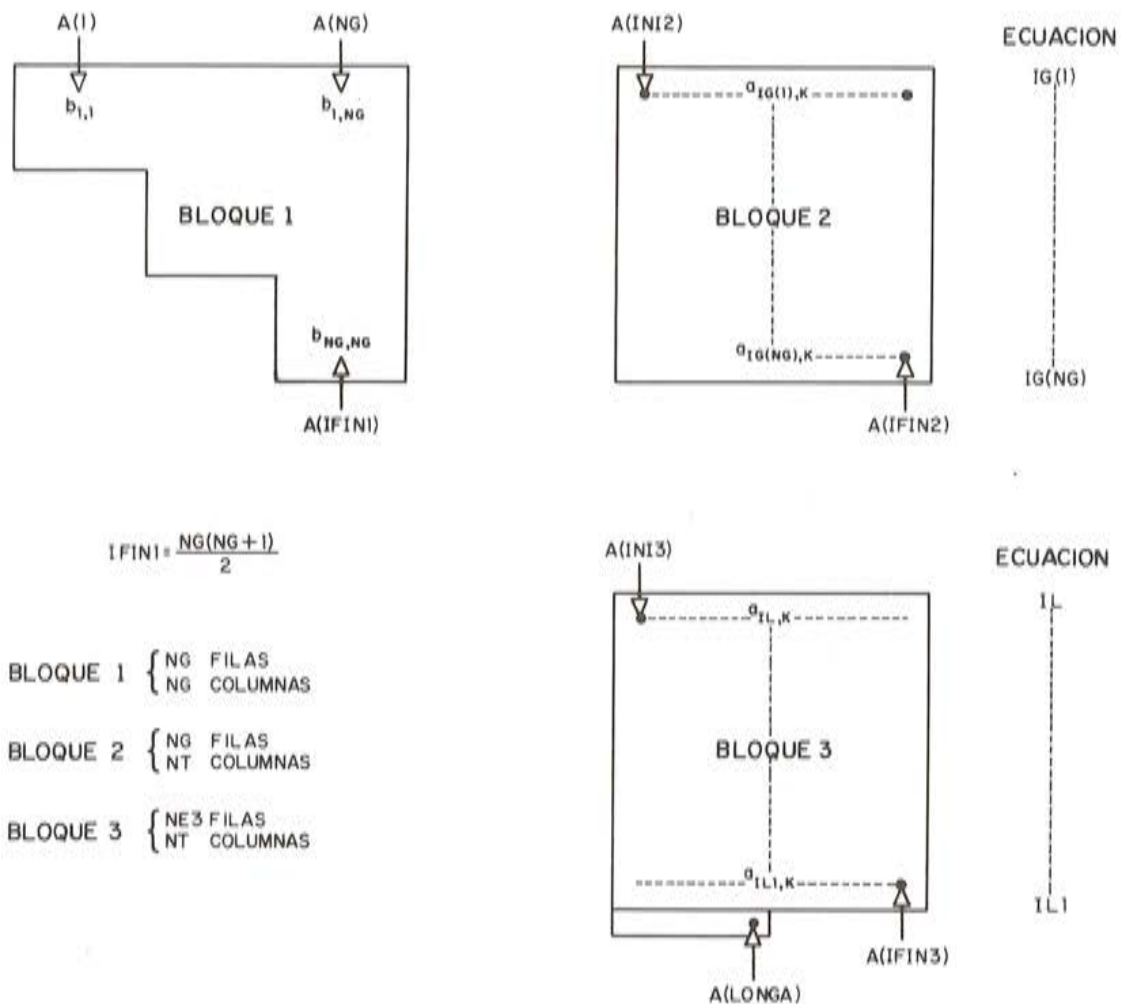 A(1)
A(NG)
b1,1
b1,NG
BLOQUE 1
bNG,NG
A(IFIN1)
A(INI2)
aIG(1),K
BLOQUE 2
aIG(NG),K
A(IFIN2)
ECUACION
IG(1)
IG(NG)
IFIN1 = NG(NG+1)
2
BLOQUE 1 { NG FILAS
NG COLUMNAS
BLOQUE 2 { NG FILAS
NT COLUMNAS
BLOQUE 3 { NE3 FILAS
NT COLUMNAS
A(INI3)
aIL,K
BLOQUE 3
aIL1,K
A(IFIN3)
A(LONGA)
ECUACION
IL
IL1